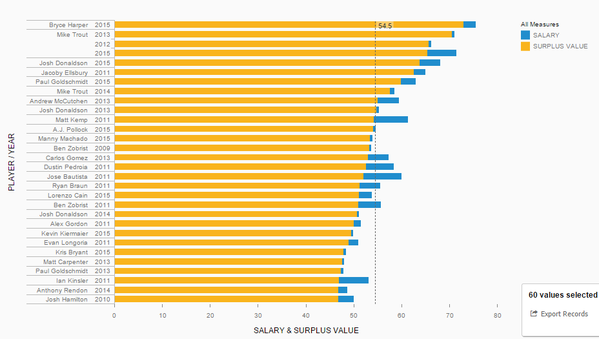 All Measures
SALARY
SURPLUS VALUE
54.5
PLAYER / YEAR
Bryce Harper 2015
Mike Trout 2013
2012
2015
Josh Donaldson 2015
Jacoby Ellsbury 2011
Paul Goldschmidt 2015
Mike Trout 2014
Andrew McCutchen 2013
Josh Donaldson 2013
Matt Kemp 2011
A.J. Pollock 2015
Manny Machado 2015
Ben Zobrist 2009
Carlos Gomez 2013
Dustin Pedroia 2011
Jose Bautista 2011
Ryan Braun 2011
Lorenzo Cain 2015
Ben Zobrist 2011
Josh Donaldson 2014
Alex Gordon 2011
Kevin Kiermaier 2015
Evan Longoria 2011
Kris Bryant 2015
Matt Carpenter 2013
Paul Goldschmidt 2013
Ian Kinsler 2011
Anthony Rendon 2014
Josh Hamilton 2010
0 10 20 30 40 50 60 70 80
SALARY & SURPLUS VALUE
60 values selected
Export Records